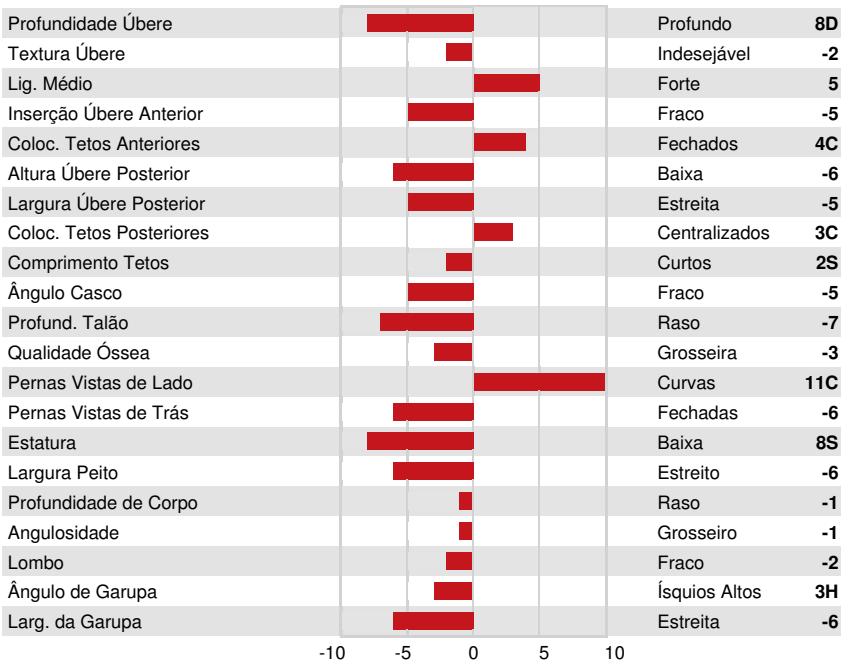 Profundidade Úbere Profundo 8D
Textura Úbere Indesejável -2
Lig. Médio Forte 5
Inserção Úbere Anterior Fraco -5
Coloc. Tetos Anteriores Fechados 4C
Altura Úbere Posterior Baixa -6
Largura Úbere Posterior Estreita -5
Coloc. Tetos Posteriores Centralizados 3C
Comprimento Tetos Curtos 2S
Ângulo Casco Fraco -5
Profund. Talão Raso -7
Qualidade Óssea Grosseira -3
Pernas Vistas de Lado Curvas 11C
Pernas Vistas de Trás Fechadas -6
Estatura Baixa 8S
Largura Peito Estreito -6
Profundidade de Corpo Raso -1
Angulosidade Grosseiro -1
Lombo Fraco -2
Ângulo de Garupa Ísquios Altos 3H
Larg. da Garupa Estreita -6
-10 -5 0 5 10